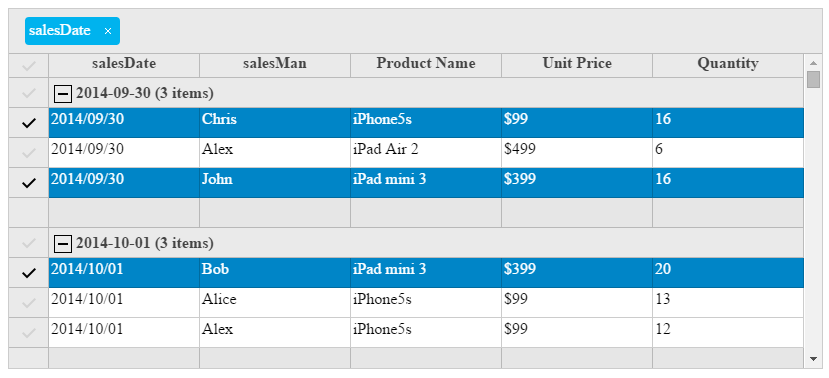 salesDate ×
salesDate salesMan Product Name Unit Price Quantity
2014-09-30 (3 items)
2014/09/30 Chris iPhone5s $99 16
2014/09/30 Alex iPad Air 2 $499 6
2014/09/30 John iPad mini 3 $399 16
2014-10-01 (3 items)
2014/10/01 Bob iPad mini 3 $399 20
2014/10/01 Alice iPhone5s $99 13
2014/10/01 Alex iPhone5s $99 12